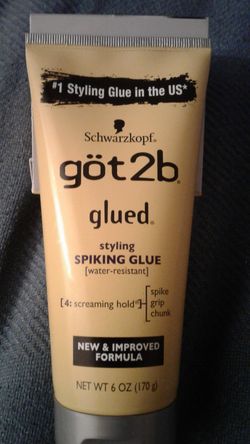 #1 Styling Glue in the US*
Schwarzkopf
göt2b
glued
styling
SPIKING GLUE
[water-resistant]
[4: screaming hold®]
spike
grip
chunk
NEW & IMPROVED
FORMULA
NET WT 6 OZ (170 g)